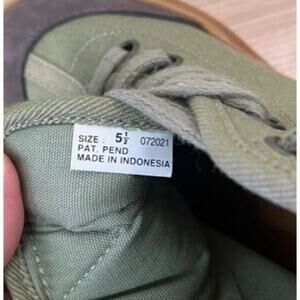 SIZE : 5½ 072021
PAT. PEND
MADE IN INDONESIA